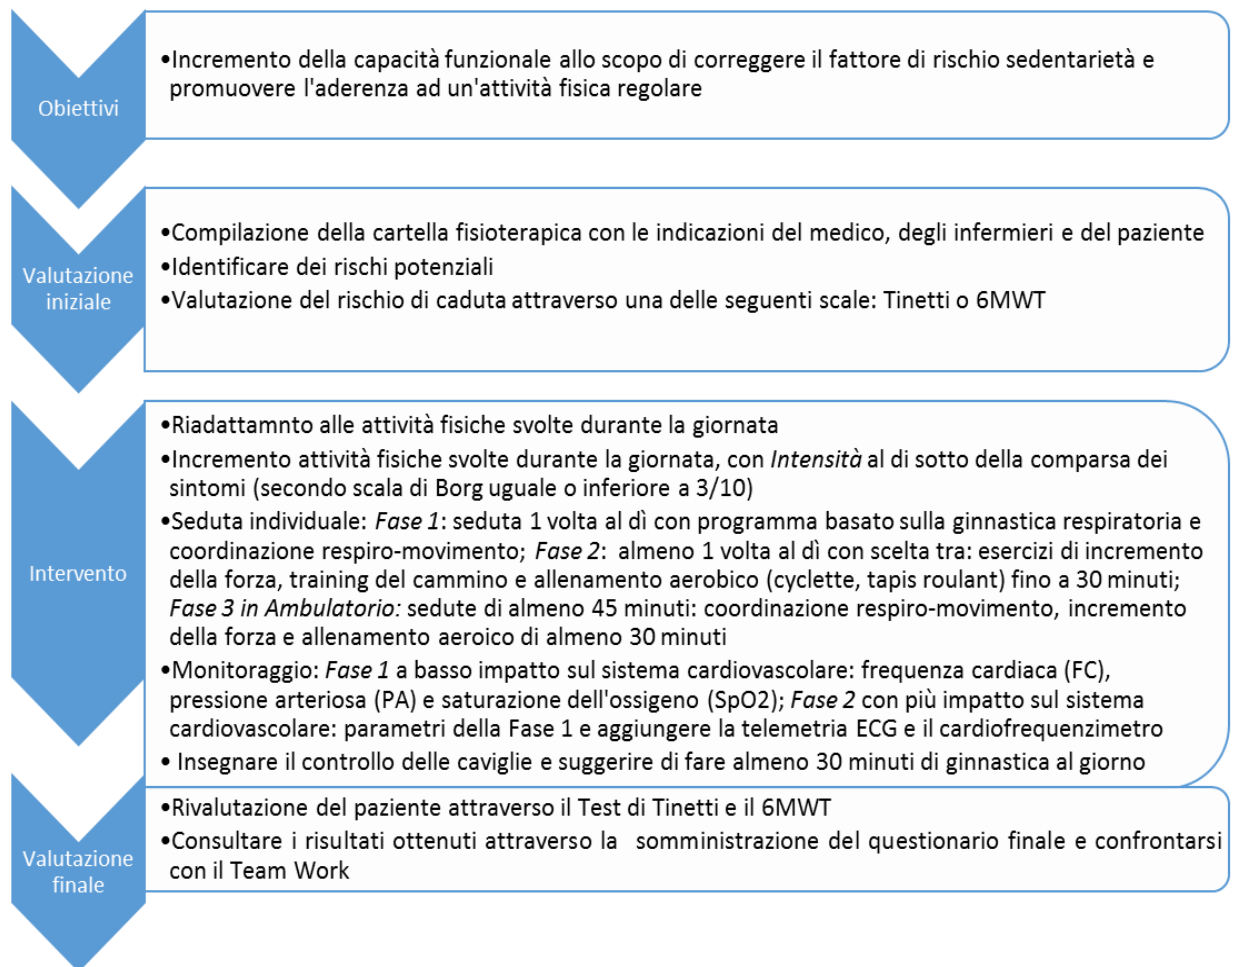 Obiettivi
•Incremento della capacità funzionale allo scopo di correggere il fattore di rischio sedentarietà e
promuovere l'aderenza ad un'attività fisica regolare
Valutazione
iniziale
•Compilazione della cartella fisioterapica con le indicazioni del medico, degli infermieri e del paziente
•Identificare dei rischi potenziali
•Valutazione del rischio di caduta attraverso una delle seguenti scale: Tinetti o 6MWT
Intervento
•Riadattamnto alle attività fisiche svolte durante la giornata
•Incremento attività fisiche svolte durante la giornata, con Intensità al di sotto della comparsa dei
sintomi (secondo scala di Borg uguale o inferiore a 3/10)
•Seduta individuale: Fase 1: seduta 1 volta al dì con programma basato sulla ginnastica respiratoria e
coordinazione respiro-movimento; Fase 2: almeno 1 volta al dì con scelta tra: esercizi di incremento
della forza, training del cammino e allenamento aerobico (cyclette, tapis roulant) fino a 30 minuti;
Fase 3 in Ambulatorio: sedute di almeno 45 minuti: coordinazione respiro-movimento, incremento
della forza e allenamento aeroico di almeno 30 minuti
•Monitoraggio: Fase 1 a basso impatto sul sistema cardiovascolare: frequenza cardiaca (FC),
pressione arteriosa (PA) e saturazione dell'ossigeno (SpO2); Fase 2 con più impatto sul sistema
cardiovascolare: parametri della Fase 1 e aggiungere la telemetria ECG e il cardiofrequenzimetro
• Insegnare il controllo delle caviglie e suggerire di fare almeno 30 minuti di ginnastica al giorno
Valutazione
finale
•Rivalutazione del paziente attraverso il Test di Tinetti e il 6MWT
•Consultare i risultati ottenuti attraverso la somministrazione del questionario finale e confrontarsi
con il Team Work